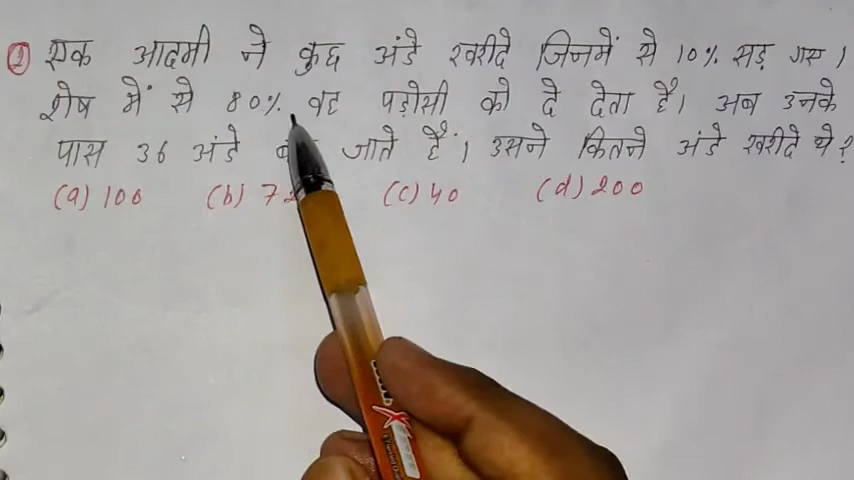 ② एक आदमी ने कुछ अंडे खरीदे जिनमें से 10% सड़ गए।
शेष में से 80% वह पड़ोसी को दे देता है। अब उनके
पास 36 अंडे जाते हैं। उसने कितने अंडे खरीदे थे?
(a) 100 (b) (c) 40 (d) 200